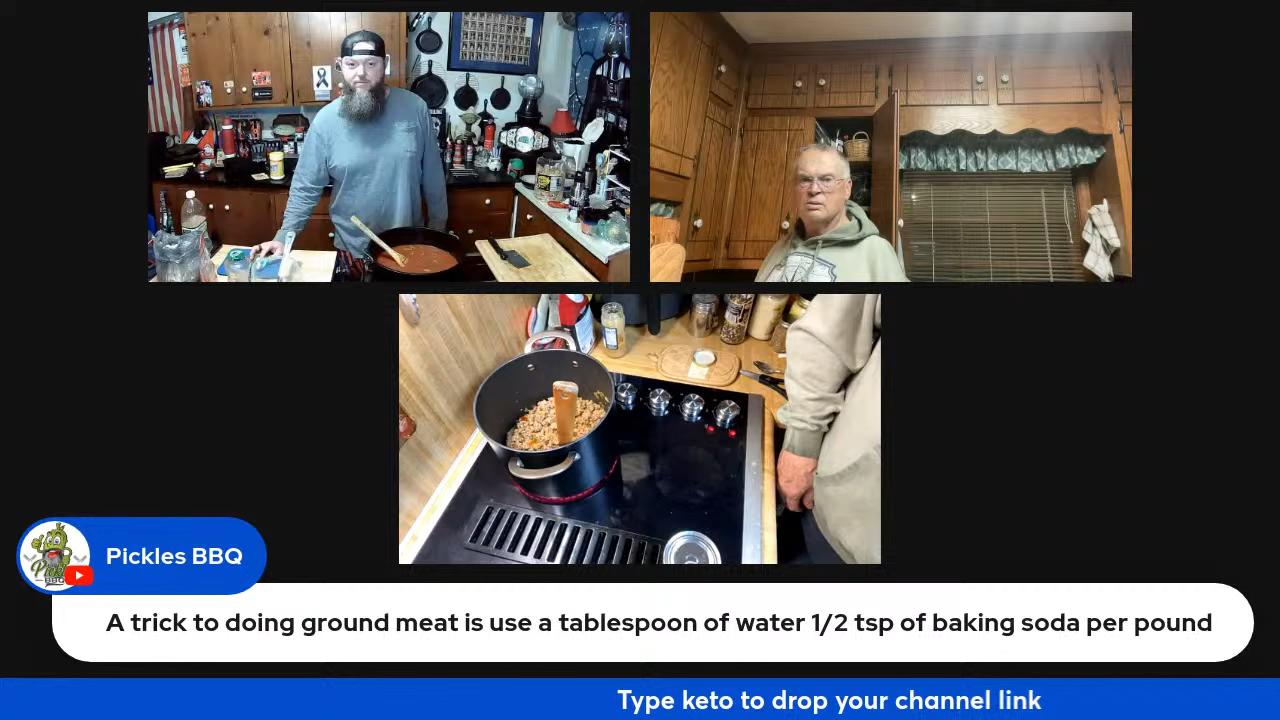 Pickles BBQ
A trick to doing ground meat is use a tablespoon of water 1/2 tsp of baking soda per pound
Type keto to drop your channel link